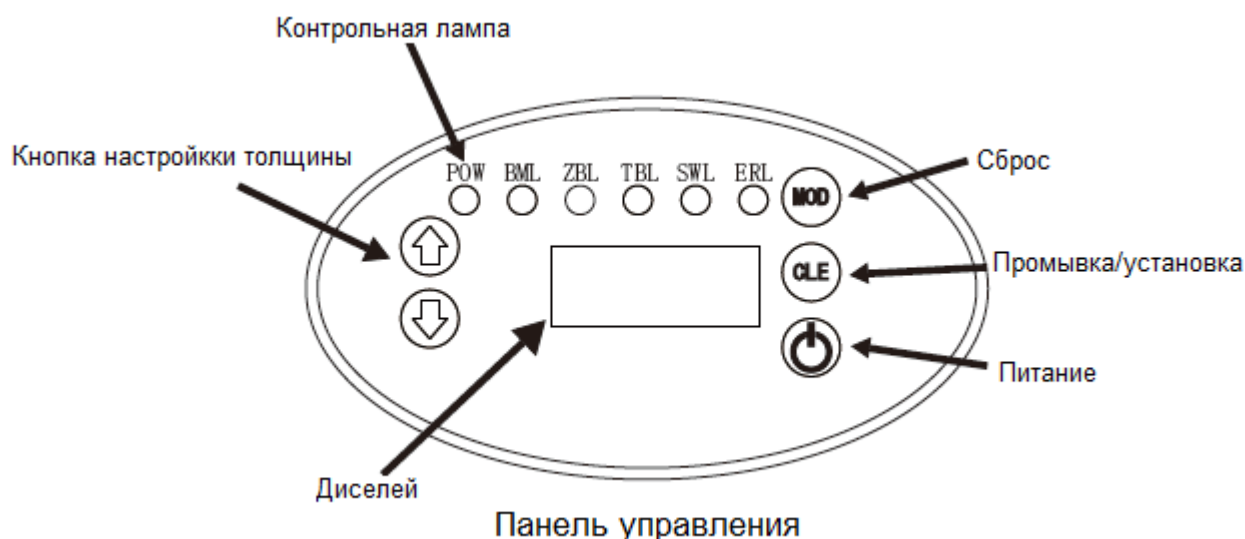 Контрольная лампа
Кнопка настройкки толщины
POW BML ZBL TBL SWL ERL
MOD
Сброс
CLE
Промывка/установка
Питание
Диселей
Панель управления